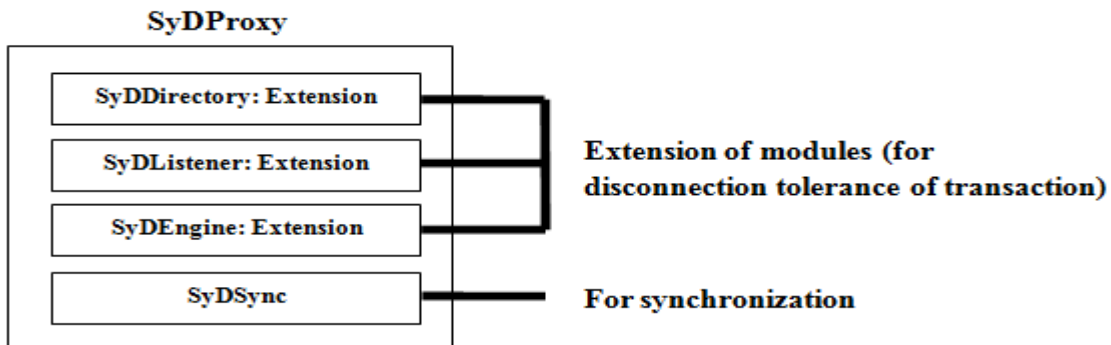 SyDProxy
SyDDirectory: Extension
SyDListener: Extension
SyDEngine: Extension
SyDSync
Extension of modules (for
disconnection tolerance of transaction)
For synchronization